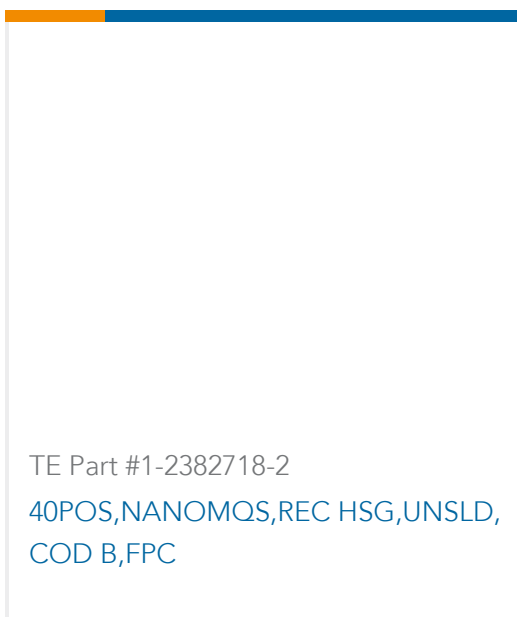 TE Part #1-2382718-2
40POS,NANOMQS,REC HSG,UNSLD,
COD B,FPC